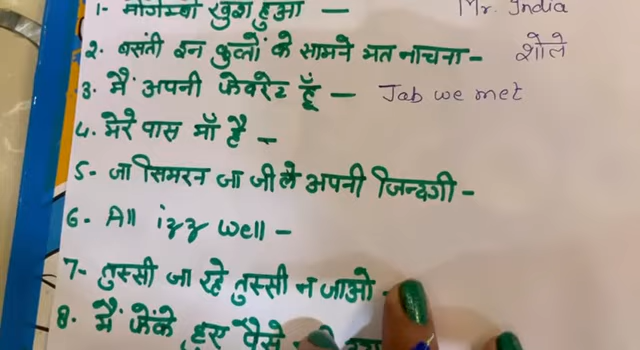 1- मोगेम्बो खुश हुआ — Mr. India
2. बसंती इन कुत्तों के सामने मत नाचना - शोले
3. मैं अपनी फेवरेट हूँ — Jab we met
4. मेरे पास माँ है -
5- जा सिमरन जा जी ले अपनी जिन्दगी -
6- All izz well -
7- तुस्सी जा रहे तुस्सी न जाओ -
8. मैं फेंके हुए पैसे